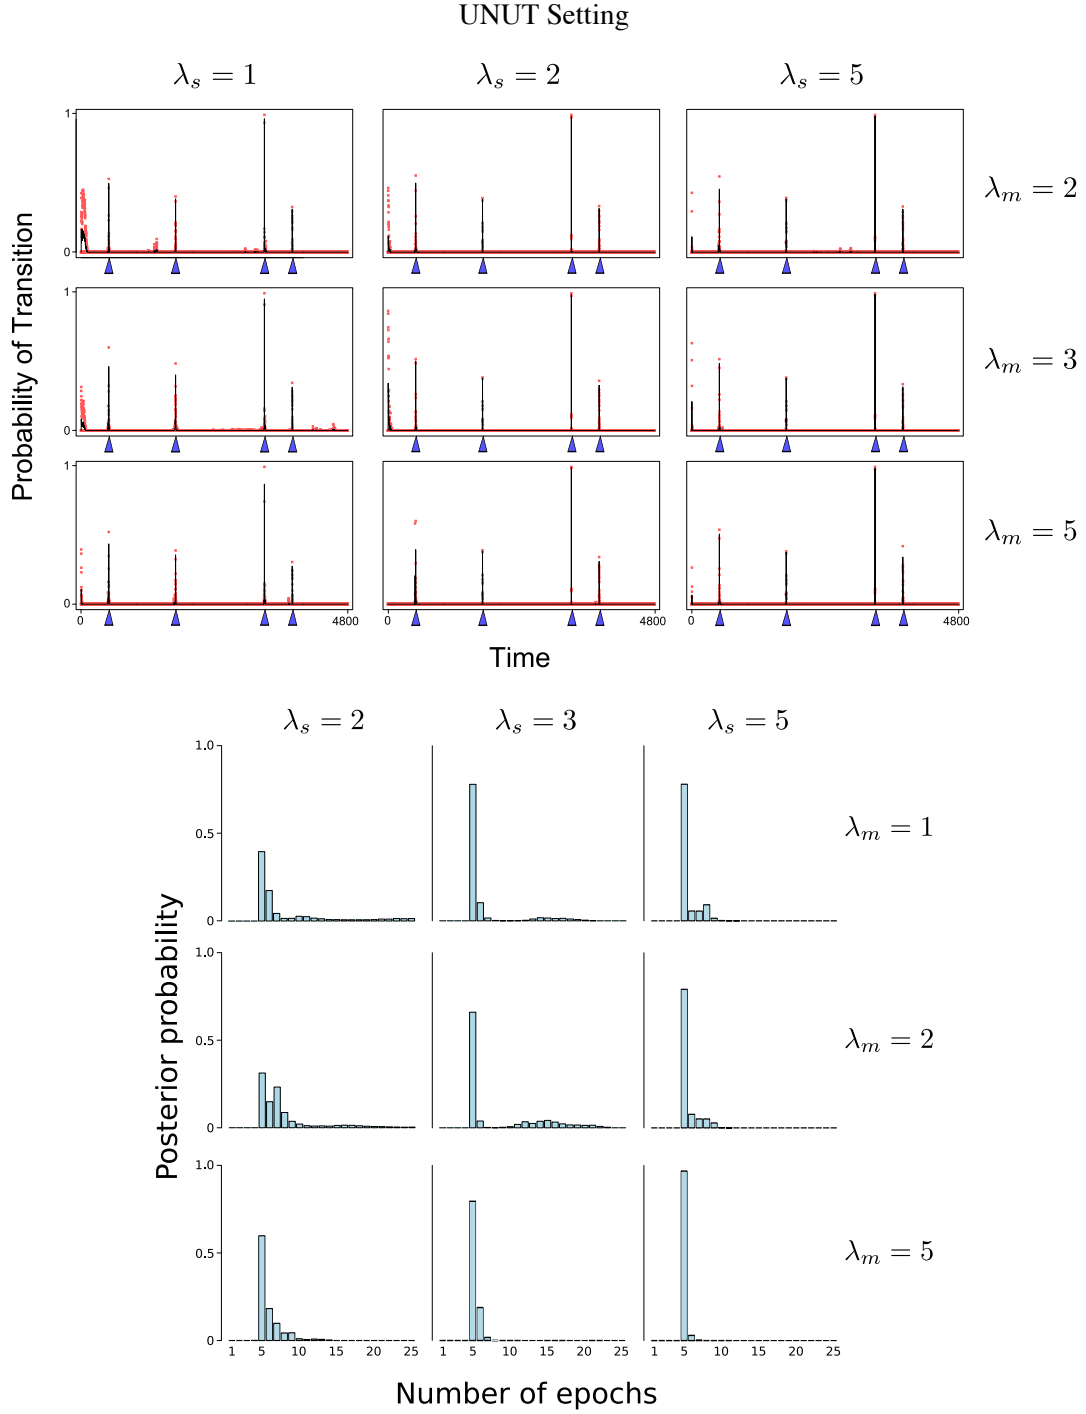 UNUT Setting
λs = 1 λs = 2 λs = 5
1
0
λm = 2
1
0
λm = 3
1
0
λm = 5
0 4800 0 4800 0 4800
Probability of Transition
Time
λs = 2 λs = 3 λs = 5
1.0
0.5
0
λm = 1
1.0
0.5
0
λm = 2
1.0
0.5
0
λm = 5
1 5 10 15 20 25 1 5 10 15 20 25 1 5 10 15 20 25
Posterior probability
Number of epochs